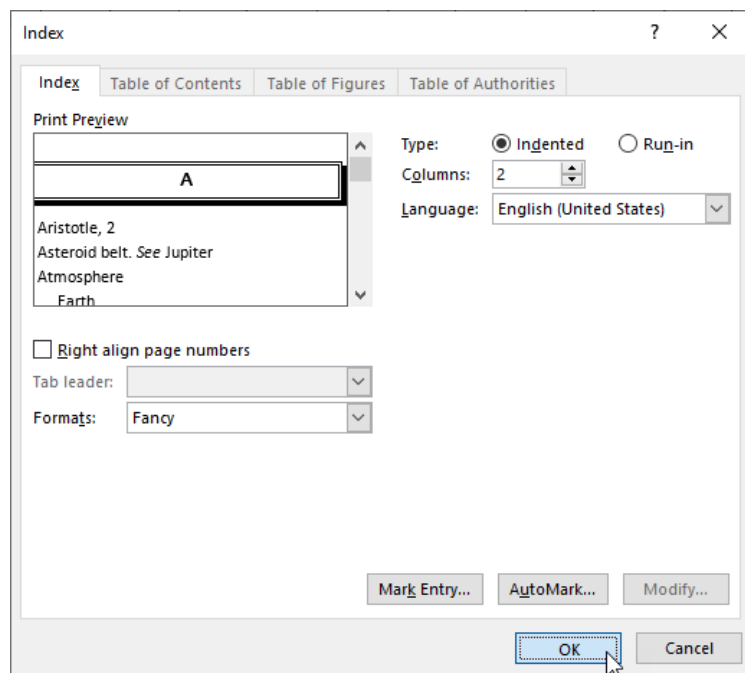 Index
? 
Index Table of Contents Table of Figures Table of Authorities
Print Preview
A
Aristotle, 2
Asteroid belt. See Jupiter
Atmosphere
Earth
Type: Indented Run-in
Columns: 2
Language: English (United States)
Right align page numbers
Tab leader:
Formats: Fancy
Mark Entry... AutoMark... Modify...
OK Cancel